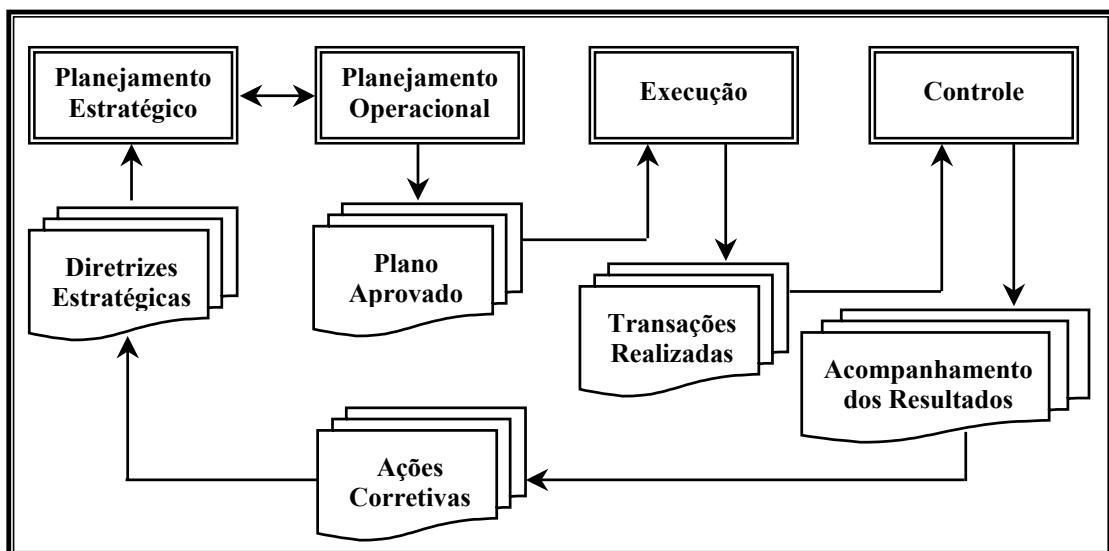 Planejamento
Estratégico
Planejamento
Operacional
Execução
Controle
Diretrizes
Estratégicas
Plano
Aprovado
Transações
Realizadas
Acompanhamento
dos Resultados
Ações
Corretivas